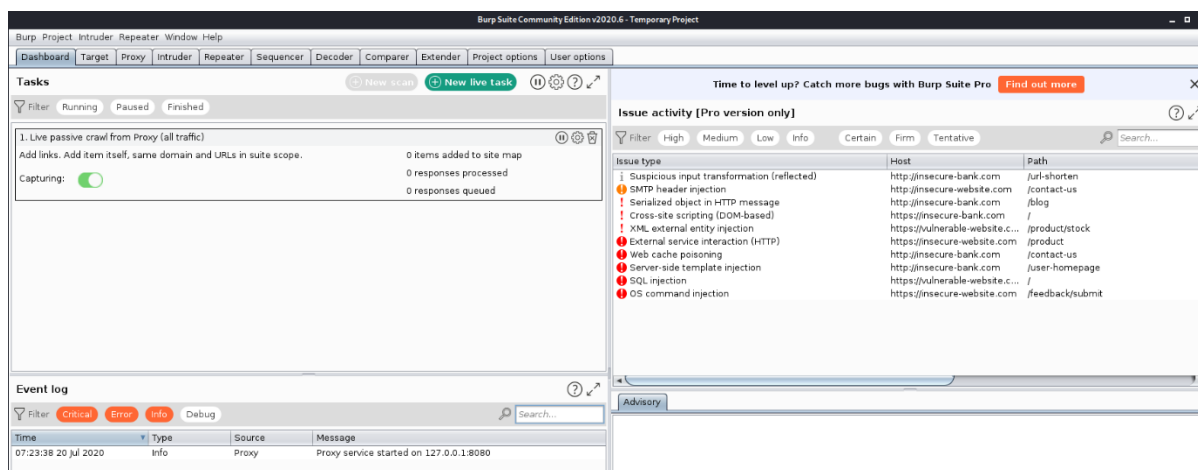 Burp Suite Community Edition v2020.6 - Temporary Project
Burp Project Intruder Repeater Window Help
Dashboard Target Proxy Intruder Repeater Sequencer Decoder Comparer Extender Project options User options
Tasks
New scan
New live task
Filter Running Paused Finished
1. Live passive crawl from Proxy (all traffic)
Add links. Add item itself, same domain and URLs in suite scope.
0 items added to site map
Capturing:
0 responses processed
0 responses queued
Event log
Filter Critical Error Info Debug
Search...
Time Type Source Message
07:23:38 20 Jul 2020 Info Proxy Proxy service started on 127.0.0.1:8080
Time to level up? Catch more bugs with Burp Suite Pro
Find out more
Issue activity [Pro version only]
Filter High Medium Low Info Certain Firm Tentative
Search...
Issue type Host Path
Suspicious input transformation (reflected) http://insecure-bank.com /url-shorten
SMTP header injection http://insecure-website.com /contact-us
Serialized object in HTTP message http://insecure-bank.com /blog
Cross-site scripting (DOM-based) https://insecure-bank.com /
XML external entity injection https://vulnerable-website.c... /product/stock
External service interaction (HTTP) https://insecure-website.com /product
Web cache poisoning http://insecure-bank.com /contact-us
Server-side template injection http://insecure-bank.com /user-homepage
SQL injection https://vulnerable-website.c... /
OS command injection https://insecure-website.com /feedback/submit
Advisory